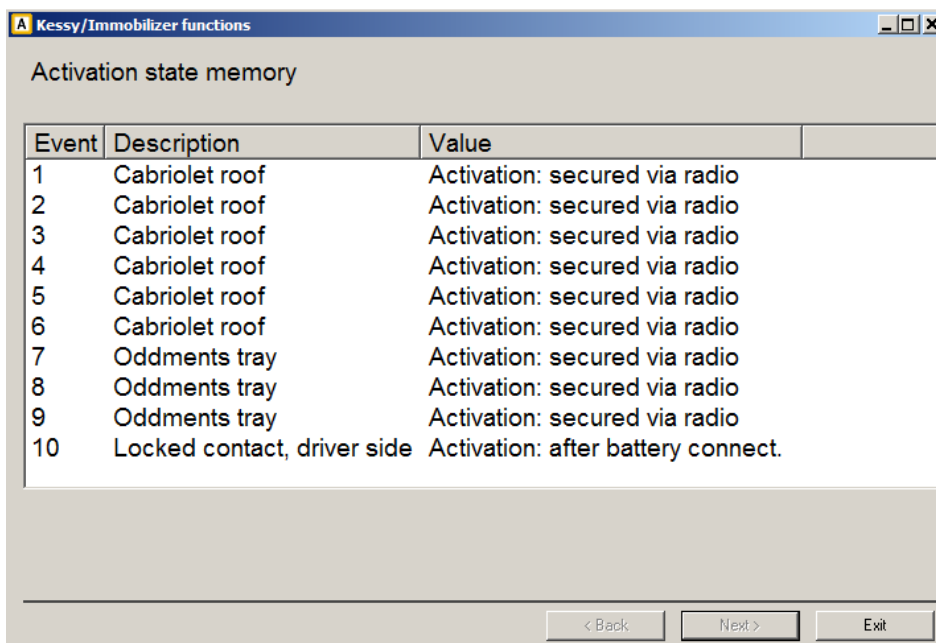 A Kessy/Immobilizer functions
Activation state memory
Event Description Value
1 Cabriolet roof Activation: secured via radio
2 Cabriolet roof Activation: secured via radio
3 Cabriolet roof Activation: secured via radio
4 Cabriolet roof Activation: secured via radio
5 Cabriolet roof Activation: secured via radio
6 Cabriolet roof Activation: secured via radio
7 Oddments tray Activation: secured via radio
8 Oddments tray Activation: secured via radio
9 Oddments tray Activation: secured via radio
10 Locked contact, driver side Activation: after battery connect.
< Back Next > Exit